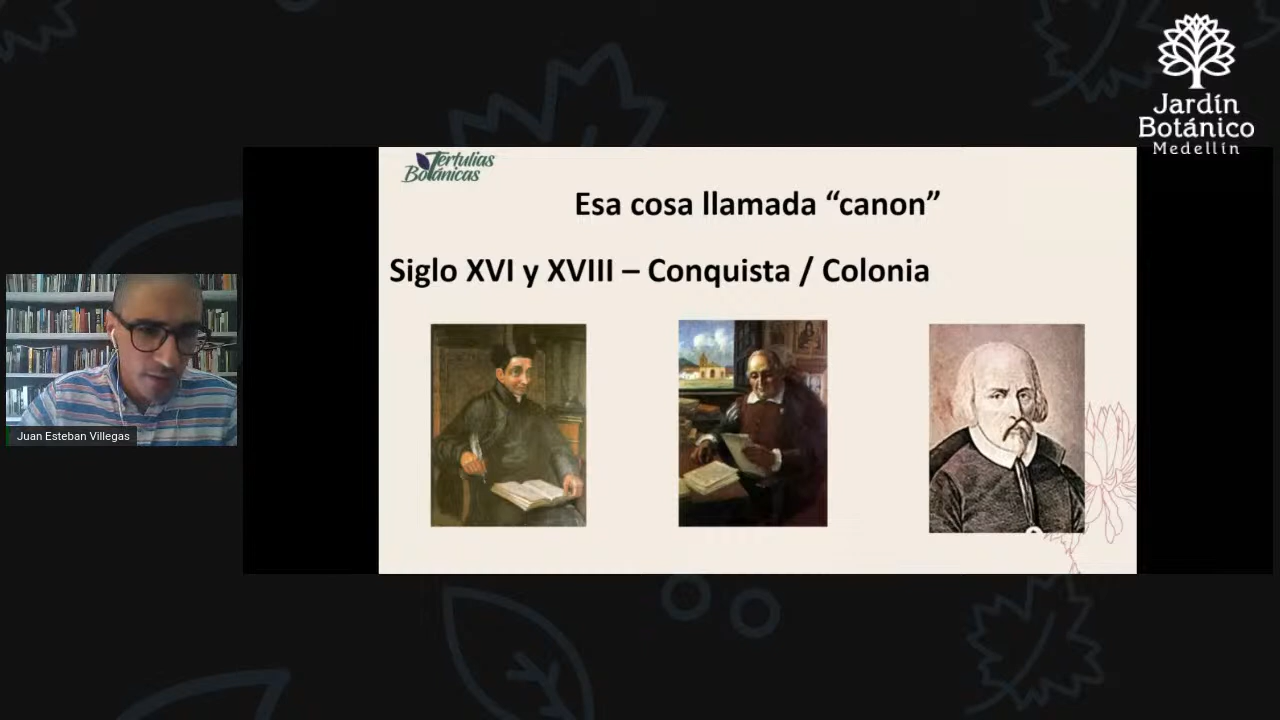 Jardín
Botánico
Medellín
Tertulias
Botánicas
Esa cosa llamada “canon”
Siglo XVI y XVIII – Conquista / Colonia
Juan Esteban Villegas